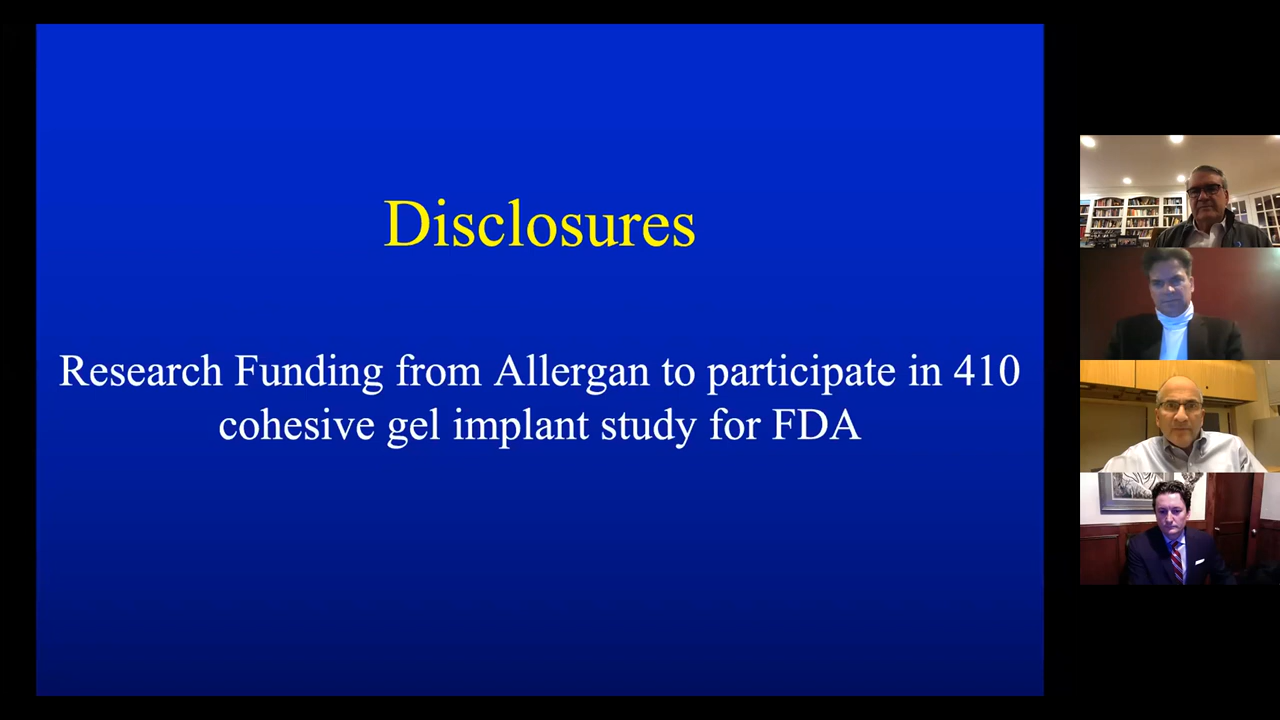 Disclosures
Research Funding from Allergan to participate in 410
cohesive gel implant study for FDA